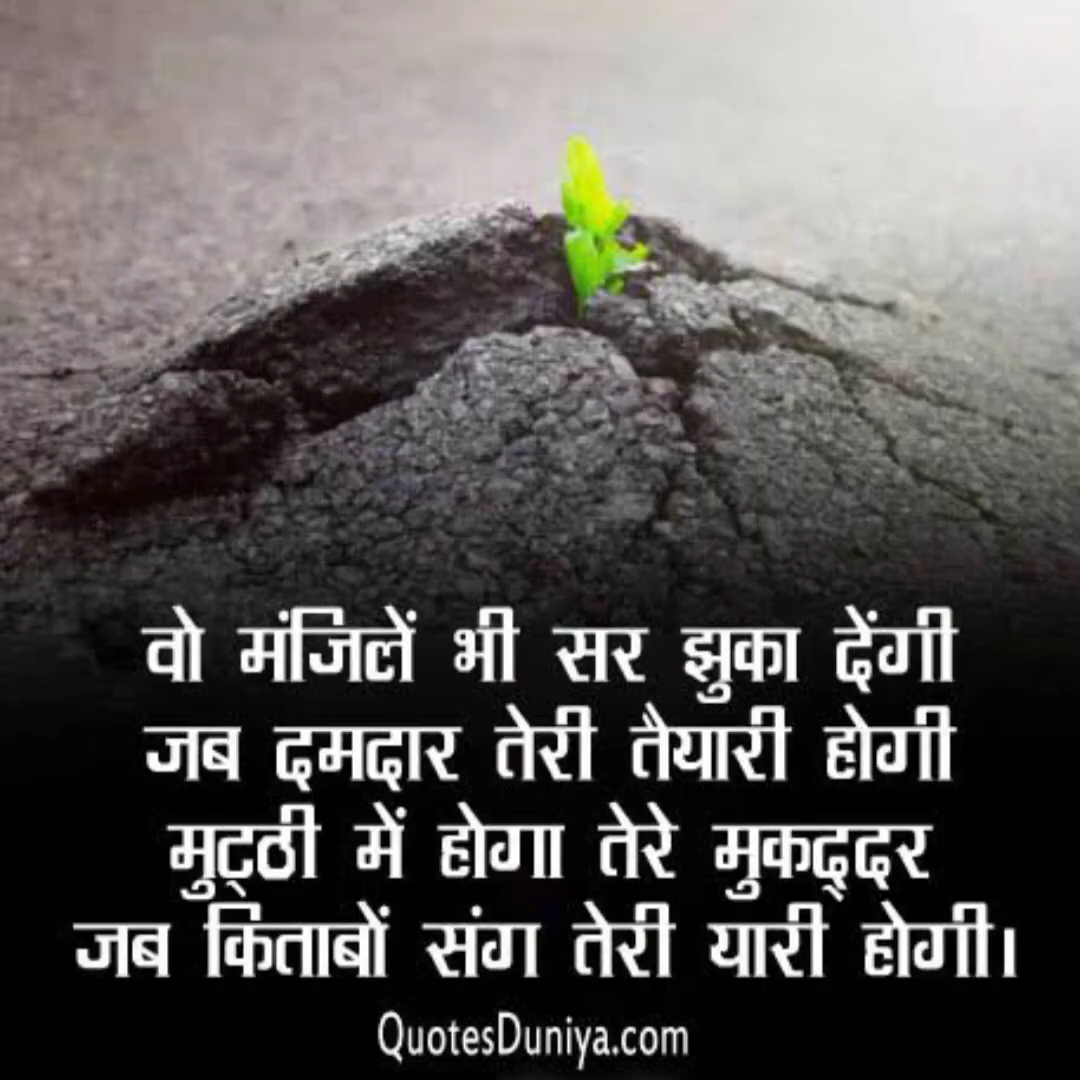 वो मंजिलें भी सर झुका देंगी
जब दमदार तेरी तैयारी होगी
मुट्ठी में होगा तेरे मुकद्दर
जब किताबों संग तेरी यारी होगी।
QuotesDuniya.com